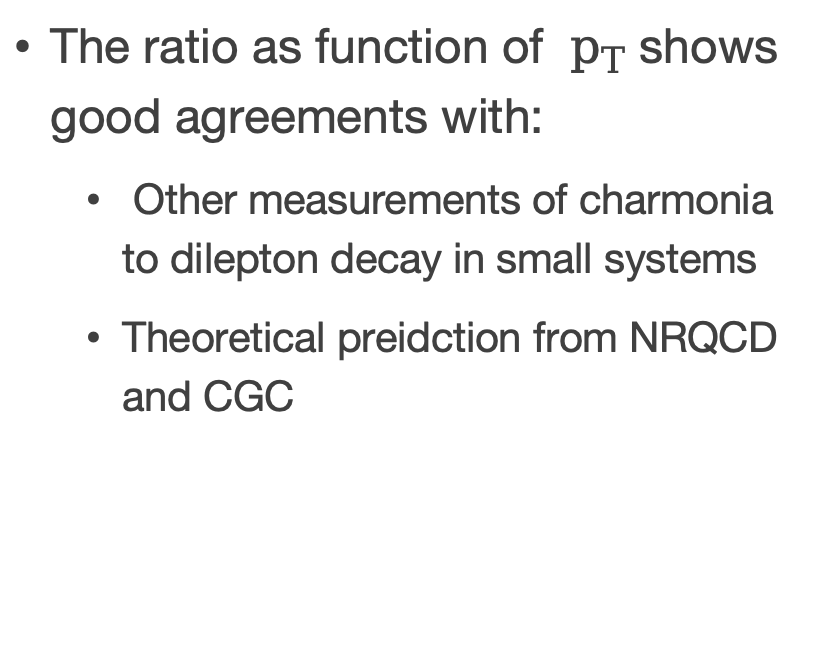 • The ratio as function of p_T shows
good agreements with:
• Other measurements of charmonia
to dilepton decay in small systems
• Theoretical preidction from NRQCD
and CGC